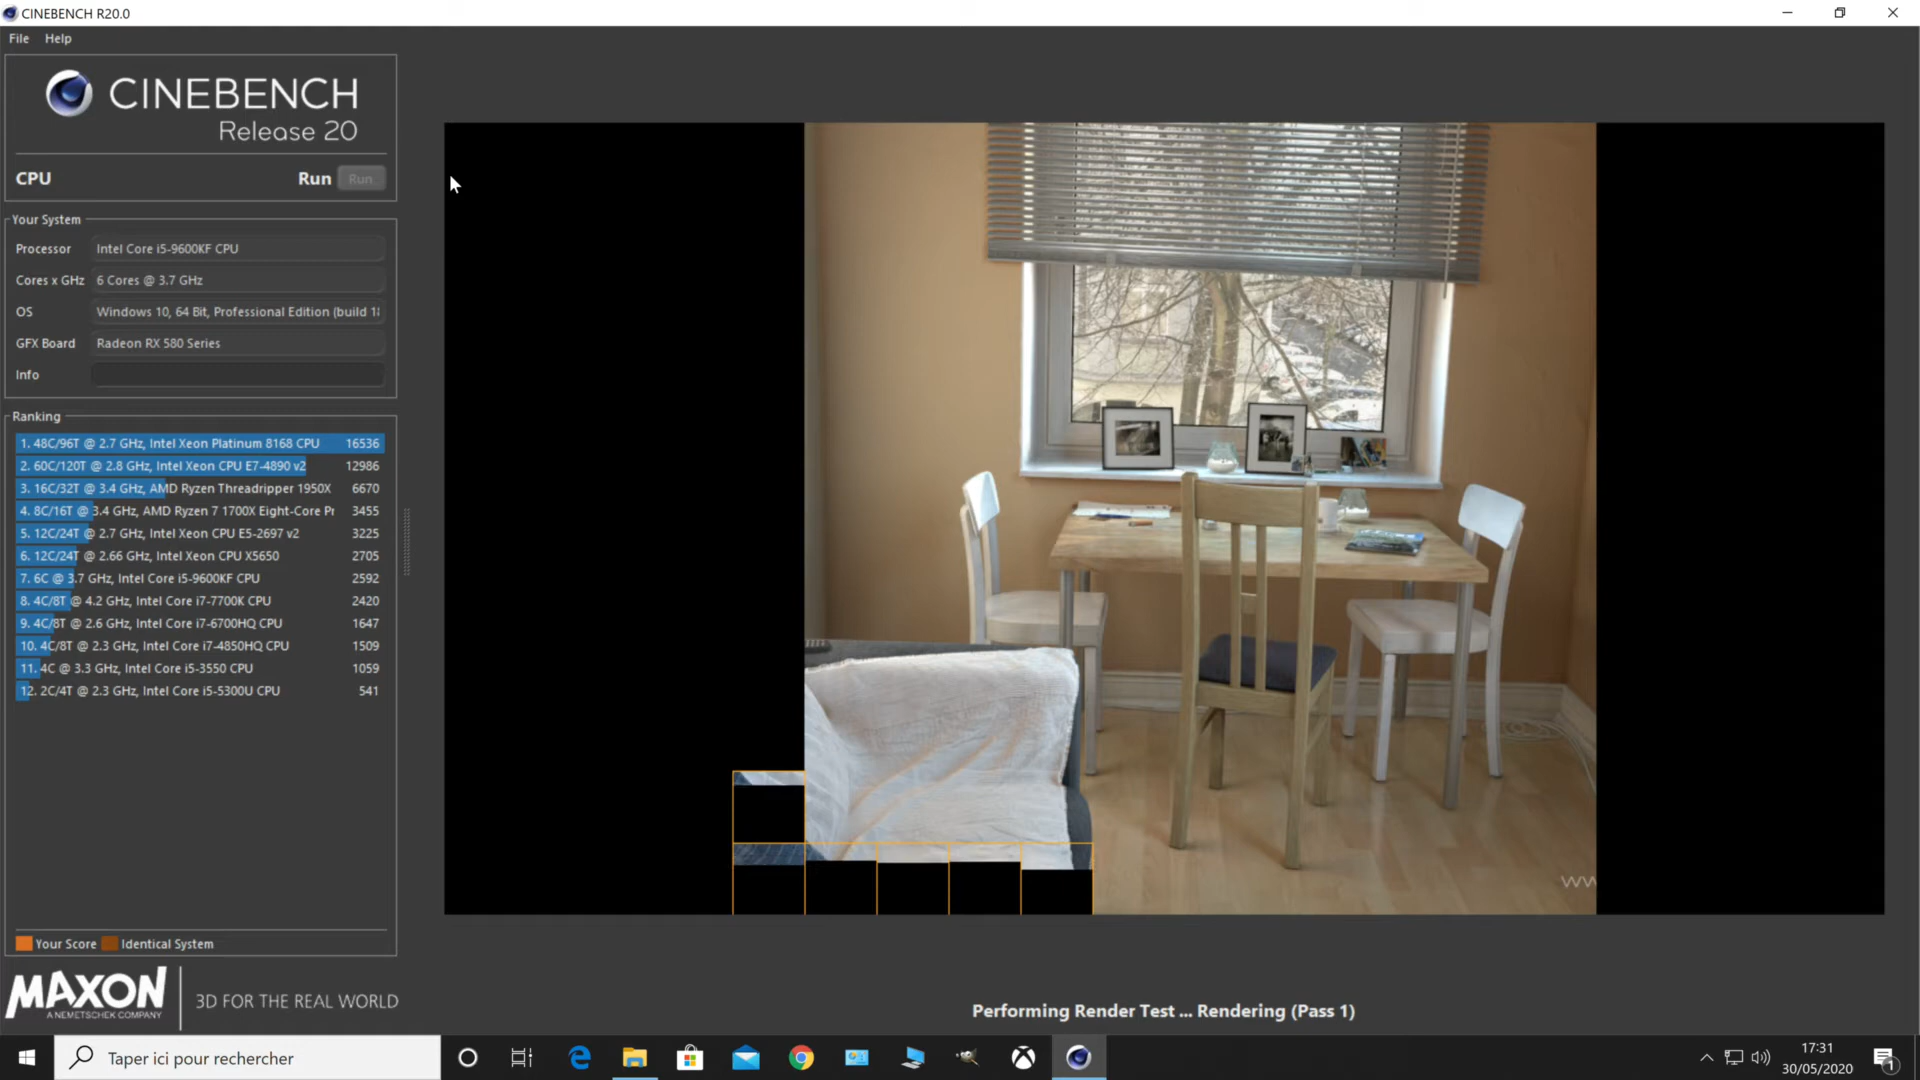 CINEBENCH R20.0
File Help
CINEBENCH
Release 20
CPU Run Run
Your System
Processor Intel Core i5-9600KF CPU
Cores x GHz 6 Cores @ 3.7 GHz
OS Windows 10, 64 Bit, Professional Edition (build 18
GFX Board Radeon RX 580 Series
Info
Ranking
1. 48C/96T @ 2.7 GHz, Intel Xeon Platinum 8168 CPU 16536
2. 60C/120T @ 2.8 GHz, Intel Xeon CPU E7-4890 v2 12986
3. 16C/32T @ 3.4 GHz, AMD Ryzen Threadripper 1950X 6670
4. 8C/16T @ 3.4 GHz, AMD Ryzen 7 1700X Eight-Core Pr 3455
5. 12C/24T @ 2.7 GHz, Intel Xeon CPU E5-2697 v2 3225
6. 12C/24T @ 2.66 GHz, Intel Xeon CPU X5650 2705
7. 6C @ 3.7 GHz, Intel Core i5-9600KF CPU 2592
8. 4C/8T @ 4.2 GHz, Intel Core i7-7700K CPU 2420
9. 4C/8T @ 2.6 GHz, Intel Core i7-6700HQ CPU 1647
10. 4C/8T @ 2.3 GHz, Intel Core i7-4850HQ CPU 1509
11. 4C @ 3.3 GHz, Intel Core i5-3550 CPU 1059
12. 2C/4T @ 2.3 GHz, Intel Core i5-5300U CPU 541
Your Score Identical System
MAXON
A NEMETSCHEK COMPANY
3D FOR THE REAL WORLD
ww
Performing Render Test ... Rendering (Pass 1)
Taper ici pour rechercher
17:31
30/05/2020
1